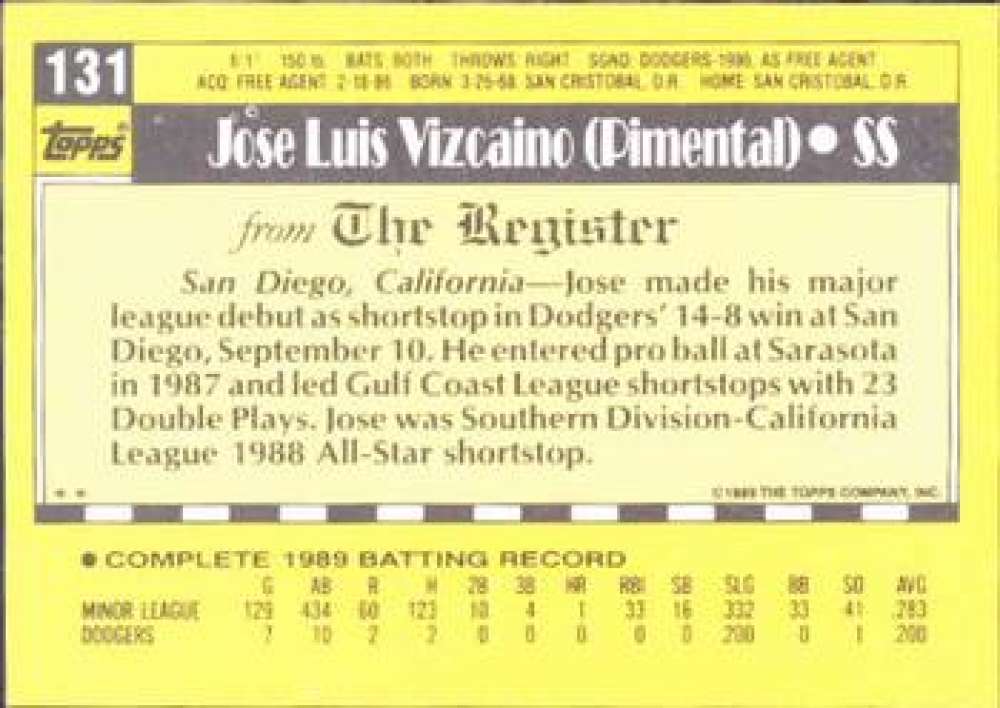 131
6'1" 150 lb. BATS: BOTH THROWS: RIGHT SGND: DODGERS-1986, AS FREE AGENT
ACQ: FREE AGENT, 2-18-86 BORN: 3-26-68, SAN CRISTOBAL, D.R. HOME: SAN CRISTOBAL, D.R.
Topps®
Jose Luis Vizcaino (Pimental) ● SS
from The Register
San Diego, California—Jose made his major
league debut as shortstop in Dodgers' 14-8 win at San
Diego, September 10. He entered pro ball at Sarasota
in 1987 and led Gulf Coast League shortstops with 23
Double Plays. Jose was Southern Division-California
League 1988 All-Star shortstop.
* * ©1989 THE TOPPS COMPANY, INC.
● COMPLETE 1989 BATTING RECORD
G AB R H 2B 3B HR RBI SB SLG BB SO AVG
MINOR LEAGUE 129 434 60 123 10 4 1 33 16 .332 33 41 .283
DODGERS 7 10 2 2 0 0 0 0 0 .200 0 1 .200